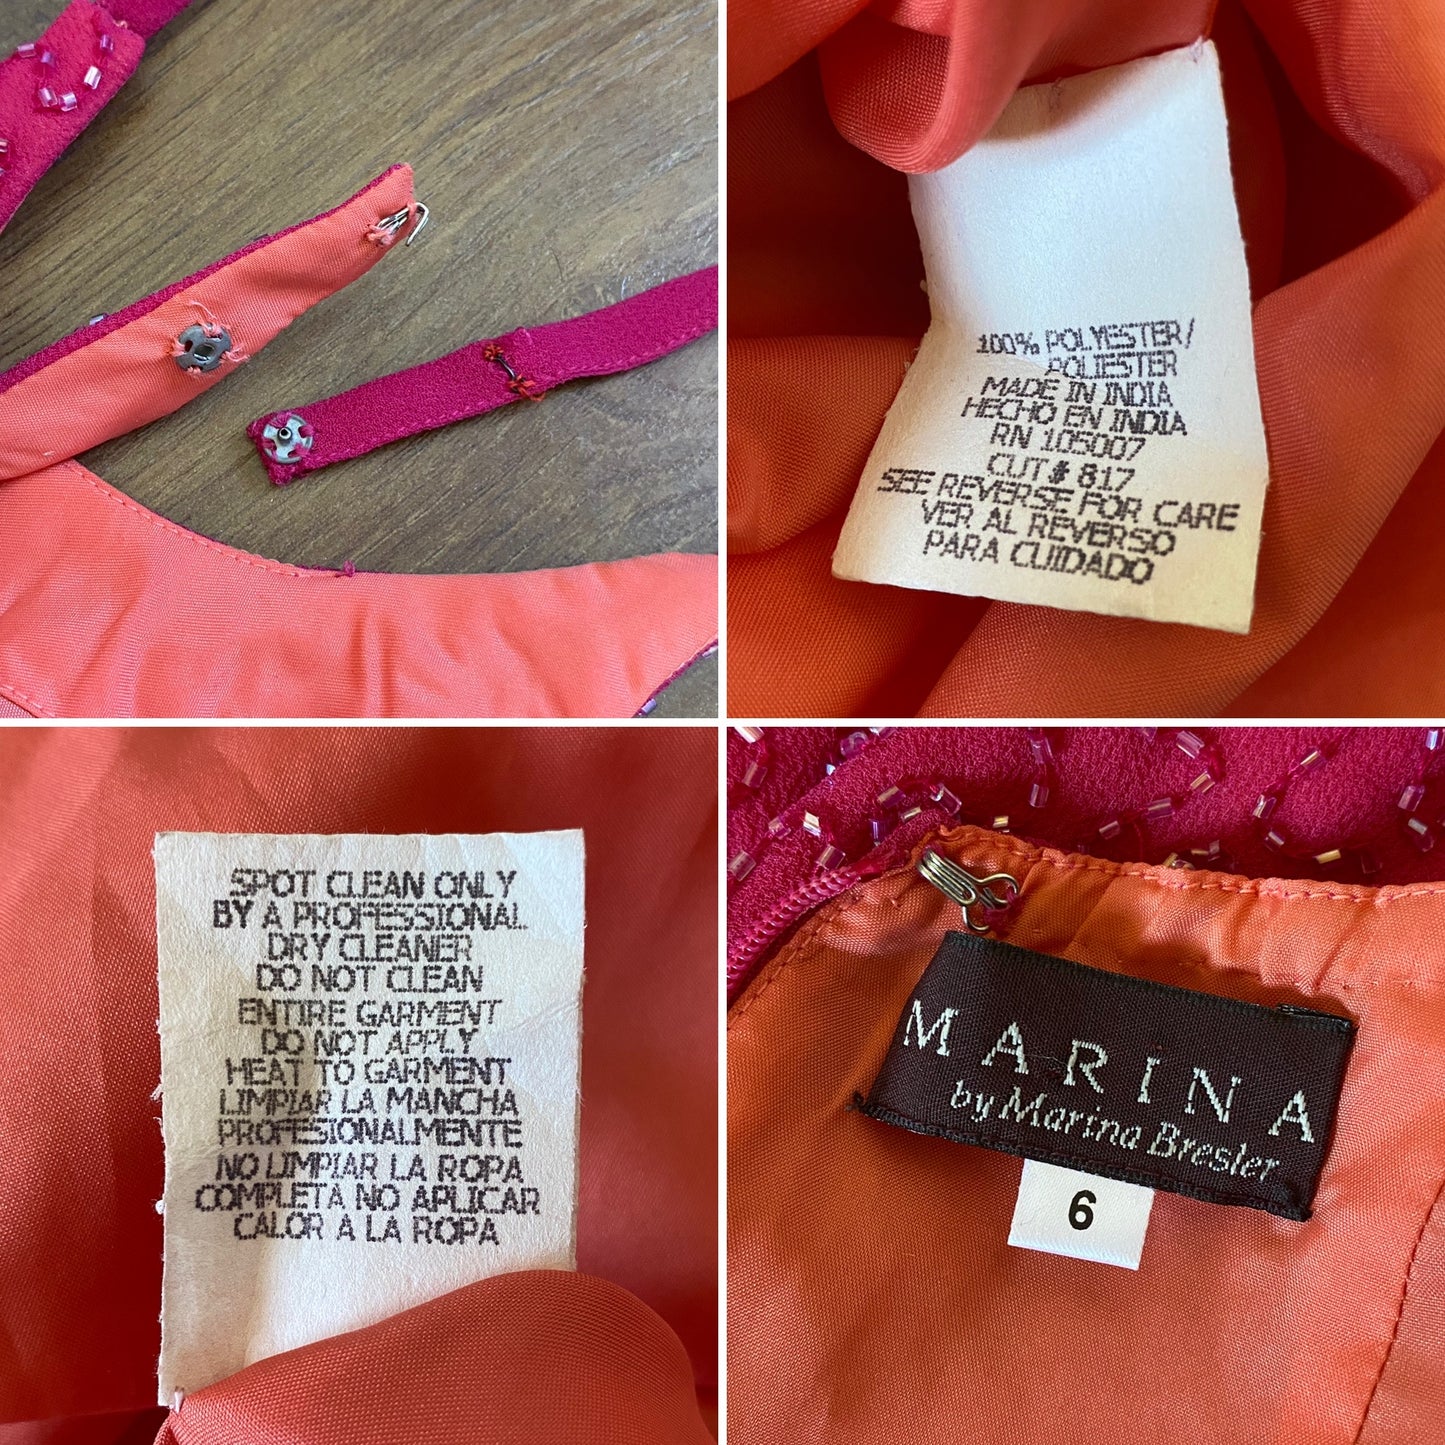 100% POLYESTER/
POLIESTER
MADE IN INDIA
HECHO EN INDIA
RN 105007
CUT # 817
SEE REVERSE FOR CARE
VER AL REVERSO
PARA CUIDADO
SPOT CLEAN ONLY
BY A PROFESSIONAL
DRY CLEANER
DO NOT CLEAN
ENTIRE GARMENT
DO NOT APPLY
HEAT TO GARMENT
LIMPIAR LA MANCHA
PROFESIONALMENTE
NO LIMPIAR LA ROPA
COMPLETA NO APLICAR
CALOR A LA ROPA
MARINA
by Marina Bresler
6